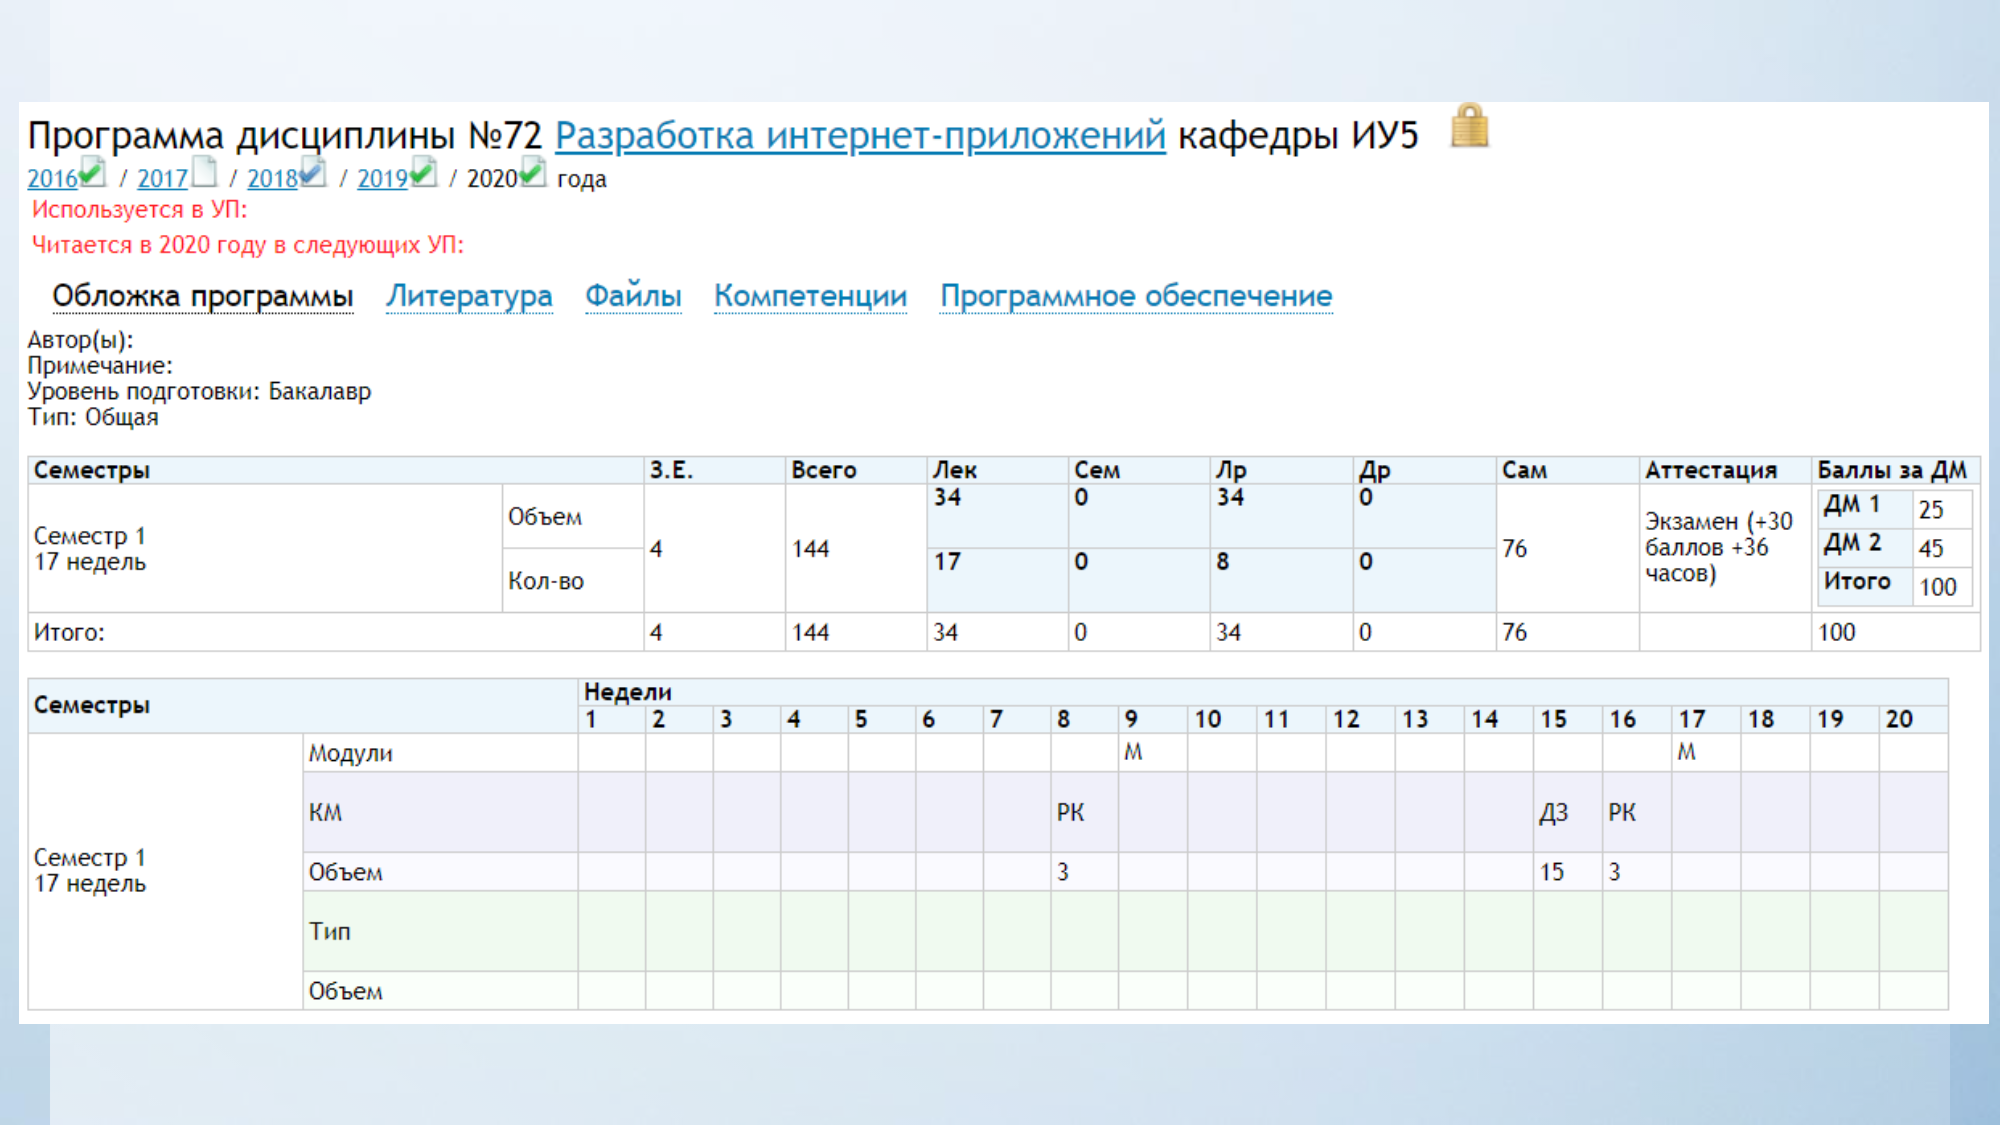 Программа дисциплины №72 Разработка интернет-приложений кафедры ИУ5
2016 / 2017 / 2018 / 2019 / 2020 года
Используется в УП:
Читается в 2020 году в следующих УП:
Обложка программы Литература Файлы Компетенции Программное обеспечение
Автор(ы):
Примечание:
Уровень подготовки: Бакалавр
Тип: Общая
Семестры З.Е. Всего Лек Сем Лр Др Сам Аттестация Баллы за ДМ
Семестр 1
17 недель
Объем
Кол-во
4 144
34 0 34 0
17 0 8 0
76
Экзамен (+30
баллов +36
часов)
ДМ 1 25
ДМ 2 45
Итого 100
Итого: 4 144 34 0 34 0 76 100
Семестры Недели
1 2 3 4 5 6 7 8 9 10 11 12 13 14 15 16 17 18 19 20
Семестр 1
17 недель
Модули М М
КМ РК ДЗ РК
Объем 3 15 3
Тип
Объем